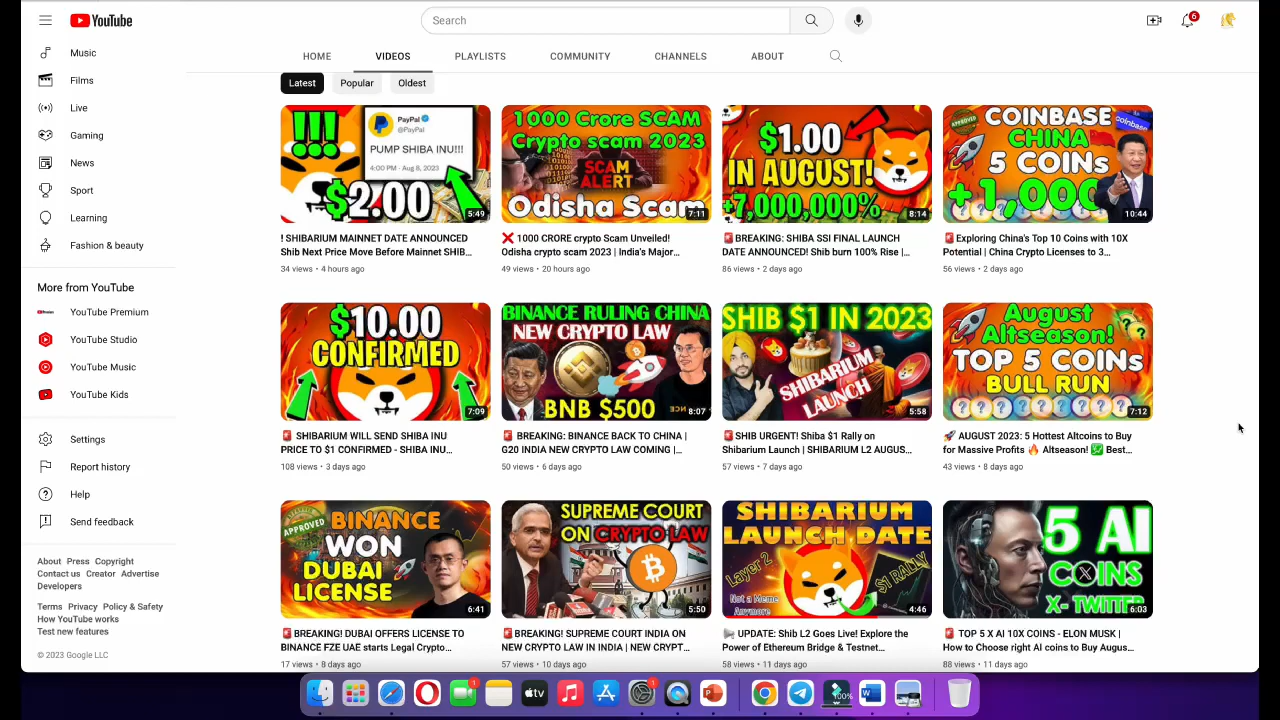 YouTube
Search
6
Music
Films
Live
Gaming
News
Sport
Learning
Fashion & beauty
More from YouTube
YouTube Premium
YouTube Studio
YouTube Music
YouTube Kids
Settings
Report history
Help
Send feedback
About Press Copyright
Contact us Creator Advertise
Developers
Terms Privacy Policy & Safety
How YouTube works
Test new features
© 2023 Google LLC
HOME VIDEOS PLAYLISTS COMMUNITY CHANNELS ABOUT
Latest Popular Oldest
!!!
PayPal
@PayPal
PUMP SHIBA INU!!!
4:00 PM - Aug 8, 2023
$2.00
5:49
! SHIBARIUM MAINNET DATE ANNOUNCED
Shib Next Price Move Before Mainnet SHIB...
34 views • 4 hours ago
1000 Crore SCAM
Crypto scam 2023
SCAM
ALERT
Odisha Scam
7:11
❌ 1000 CRORE crypto Scam Unveiled!
Odisha crypto scam 2023 | India's Major...
49 views • 20 hours ago
$1.00
IN AUGUST!
+7,000,000%
8:14
🚨BREAKING: SHIBA SSI FINAL LAUNCH
DATE ANNOUNCED! Shib burn 100% Rise |...
86 views • 2 days ago
APPROVED
COINBASE
coinbase
CHINA
5 COINs
+1,000
10:44
🚨Exploring China's Top 10 Coins with 10X
Potential | China Crypto Licenses to 3...
56 views • 2 days ago
$10.00
CONFIRMED
7:09
🚨 SHIBARIUM WILL SEND SHIBA INU
PRICE TO $1 CONFIRMED - SHIBA INU...
108 views • 3 days ago
BINANCE RULING CHINA
NEW CRYPTO LAW
BNB $500
8:07
🚨 BREAKING: BINANCE BACK TO CHINA |
G20 INDIA NEW CRYPTO LAW COMING |...
50 views • 6 days ago
SHIB $1 IN 2023
SHIBARIUM
LAUNCH
5:58
🚨SHIB URGENT! Shiba $1 Rally on
Shibarium Launch | SHIBARIUM L2 AUGUS...
57 views • 7 days ago
August
Altseason!
TOP 5 COINs
BULL RUN
7:12
🚀 AUGUST 2023: 5 Hottest Altcoins to Buy
for Massive Profits 🔥 Altseason! 💹 Best...
43 views • 8 days ago
APPROVED
BINANCE
WON
DUBAI
LICENSE
6:41
🚨BREAKING! DUBAI OFFERS LICENSE TO
BINANCE FZE UAE starts Legal Crypto...
17 views • 8 days ago
SUPREME COURT
ON CRYPTO LAW
5:50
🚨BREAKING! SUPREME COURT INDIA ON
NEW CRYPTO LAW IN INDIA | NEW CRYPT...
57 views • 10 days ago
SHIBARIUM
LAUNCH DATE
Layer 2
$1 RALLY
Not a Meme
Anymore
4:46
📢 UPDATE: Shib L2 Goes Live! Explore the
Power of Ethereum Bridge & Testnet...
58 views • 11 days ago
5 AI
COINS
X- TWITTER
6:03
🚨 TOP 5 X AI 10X COINS - ELON MUSK |
How to Choose right AI coins to Buy Augus...
88 views • 11 days ago
1
tv
1
100%